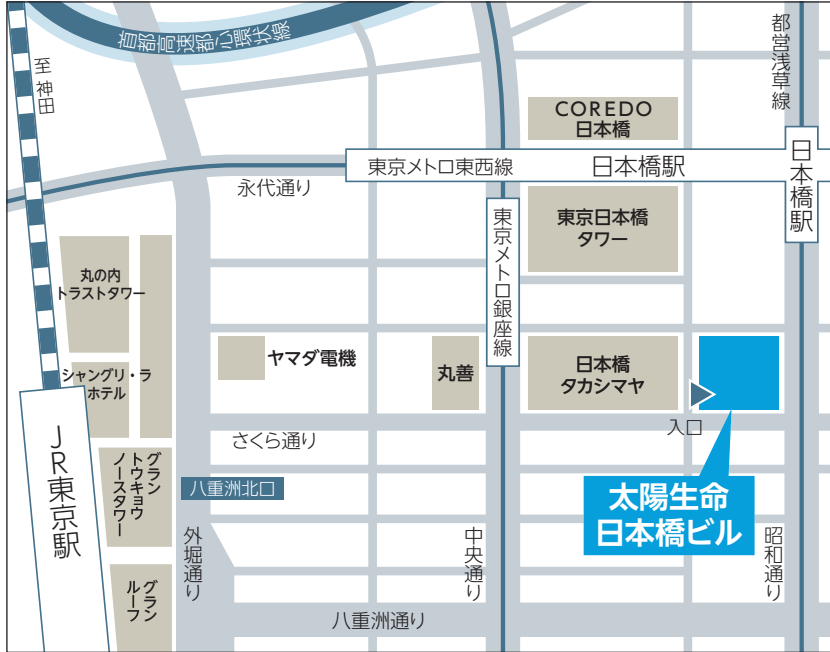 首都高速都心環状線
至 神田
都営浅草線
COREDO
日本橋
東京メトロ東西線
日本橋駅
日本橋駅
永代通り
東京メトロ銀座線
東京日本橋
タワー
丸の内
トラストタワー
ヤマダ電機
丸善
日本橋
タカシマヤ
シャングリ・ラ
ホテル
入口
さくら通り
JR東京駅
グラン
トウキョウ
ノースタワー
八重洲北口
太陽生命
日本橋ビル
外堀通り
中央通り
昭和通り
グラン
ルーフ
八重洲通り